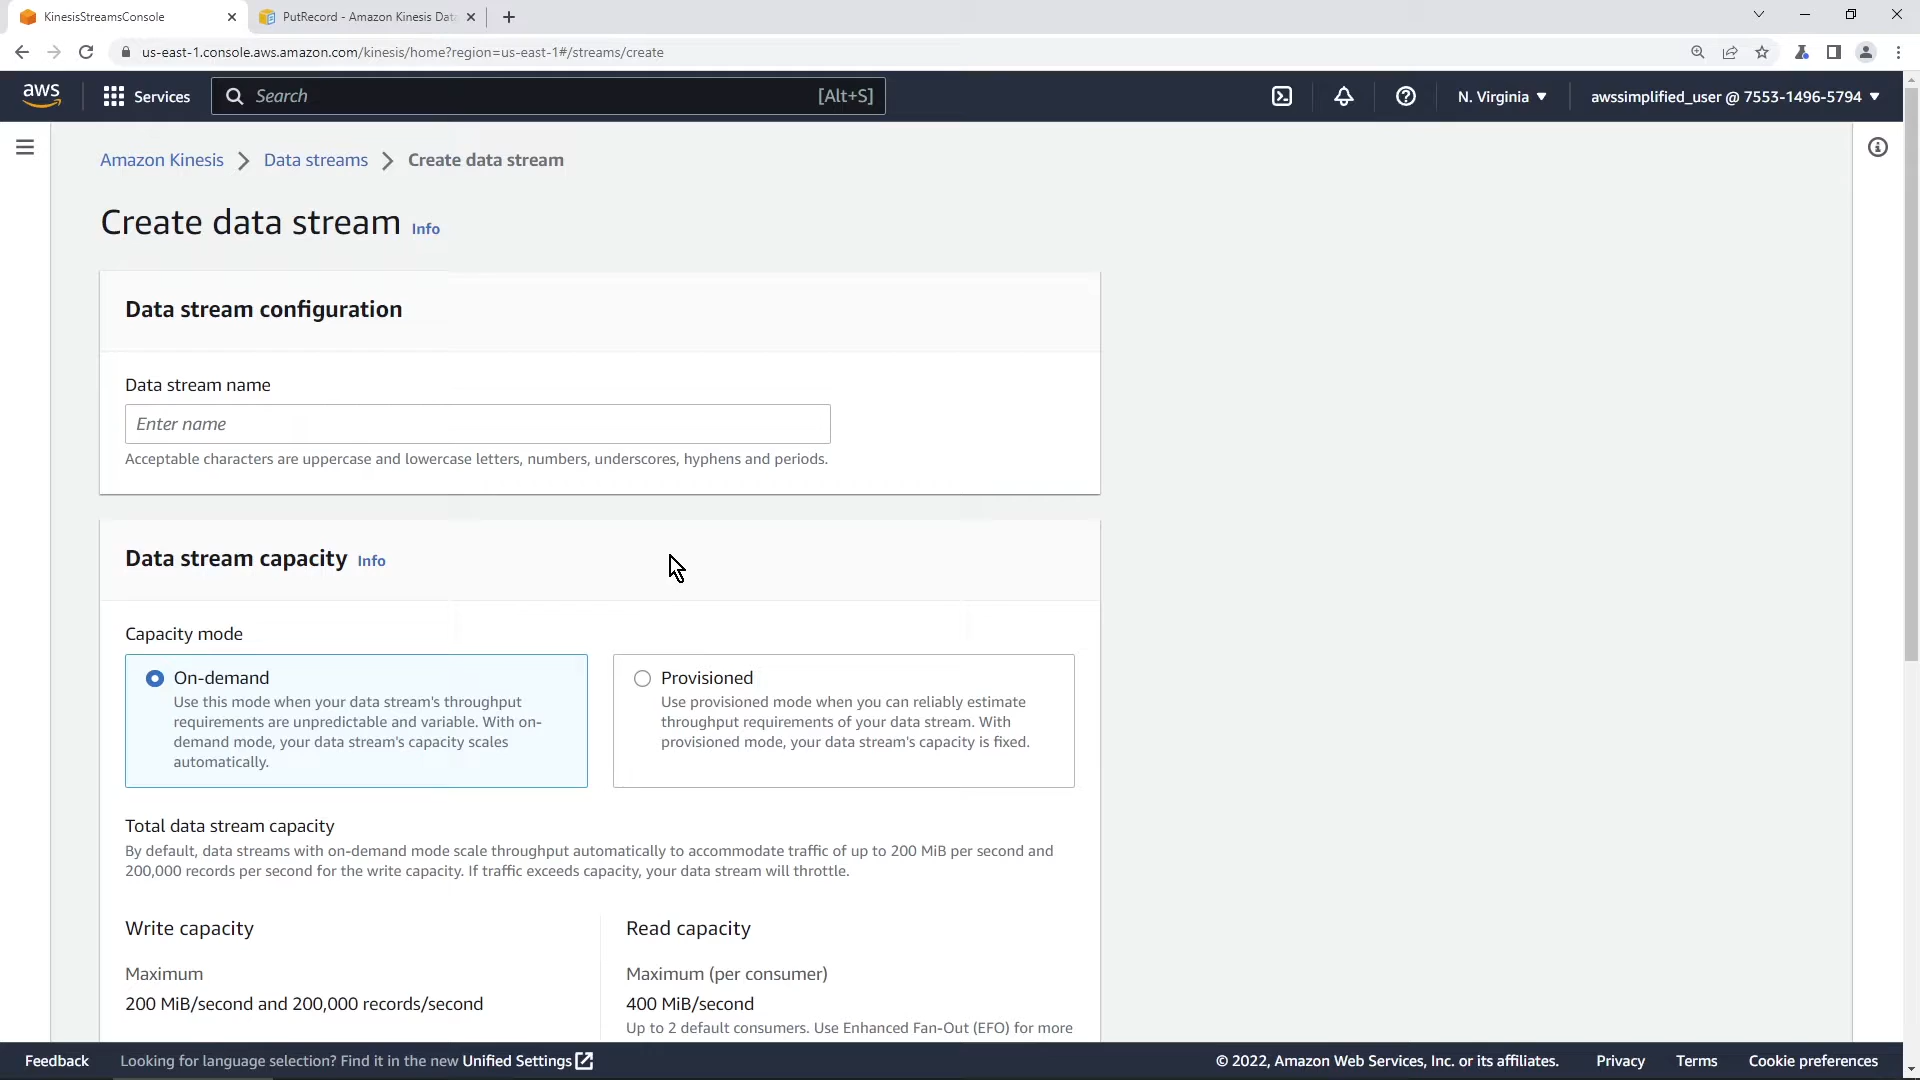 KinesisStreamsConsole
PutRecord - Amazon Kinesis Data
us-east-1.console.aws.amazon.com/kinesis/home?region=us-east-1#/streams/create
aws
Services
Search
[Alt+S]
N. Virginia
awssimplified_user @ 7553-1496-5794
Amazon Kinesis
Data streams
Create data stream
Create data stream Info
Data stream configuration
Data stream name
Enter name
Acceptable characters are uppercase and lowercase letters, numbers, underscores, hyphens and periods.
Data stream capacity Info
Capacity mode
On-demand
Use this mode when your data stream's throughput
requirements are unpredictable and variable. With on-
demand mode, your data stream's capacity scales
automatically.
Provisioned
Use provisioned mode when you can reliably estimate
throughput requirements of your data stream. With
provisioned mode, your data stream's capacity is fixed.
Total data stream capacity
By default, data streams with on-demand mode scale throughput automatically to accommodate traffic of up to 200 MiB per second and
200,000 records per second for the write capacity. If traffic exceeds capacity, your data stream will throttle.
Write capacity
Maximum
200 MiB/second and 200,000 records/second
Read capacity
Maximum (per consumer)
400 MiB/second
Up to 2 default consumers. Use Enhanced Fan-Out (EFO) for more
Feedback
Looking for language selection? Find it in the new Unified Settings
© 2022, Amazon Web Services, Inc. or its affiliates.
Privacy
Terms
Cookie preferences